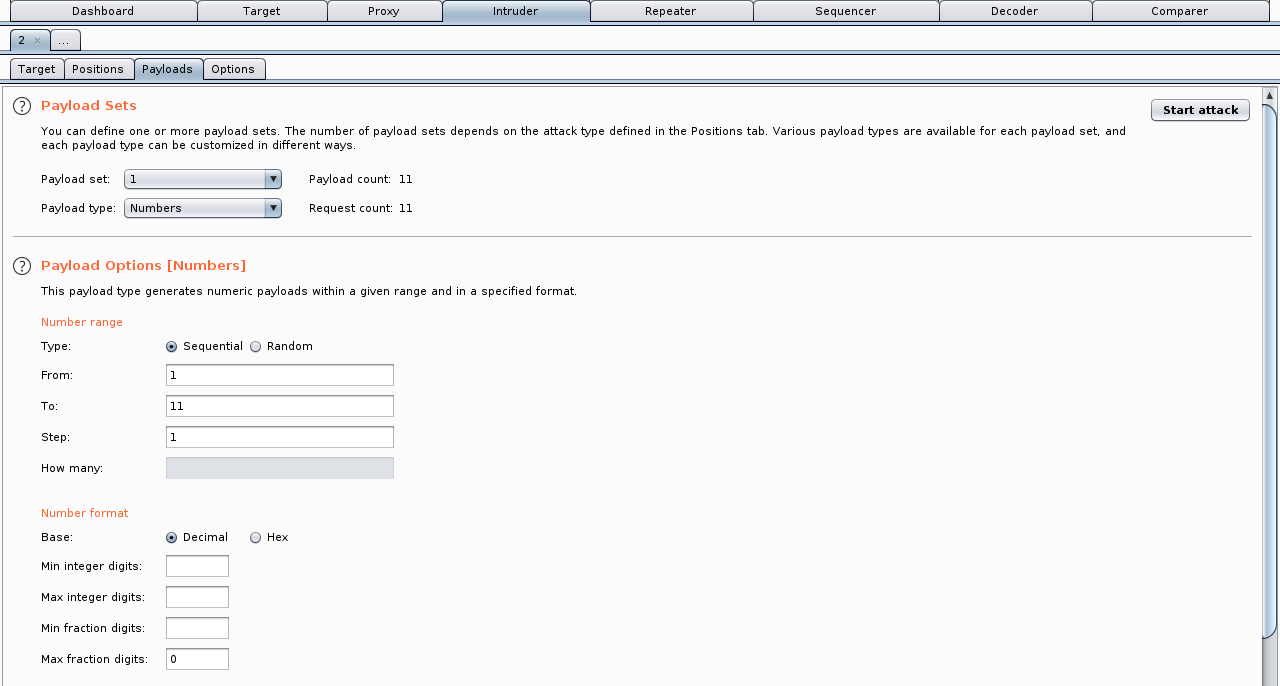 Dashboard Target Proxy Intruder Repeater Sequencer Decoder Comparer
2 × ...
Target Positions Payloads Options
? Payload Sets Start attack
You can define one or more payload sets. The number of payload sets depends on the attack type defined in the Positions tab. Various payload types are available for each payload set, and
each payload type can be customized in different ways.
Payload set: 1 Payload count: 11
Payload type: Numbers Request count: 11
? Payload Options [Numbers]
This payload type generates numeric payloads within a given range and in a specified format.
Number range
Type: Sequential Random
From: 1
To: 11
Step: 1
How many:
Number format
Base: Decimal Hex
Min integer digits:
Max integer digits:
Min fraction digits:
Max fraction digits: 0